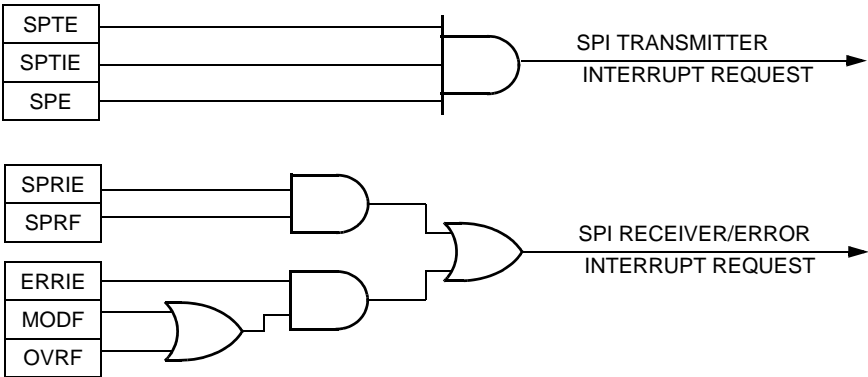 SPTE
SPTIE
SPE
SPI TRANSMITTER
INTERRUPT REQUEST
SPRIE
SPRF
SPI RECEIVER/ERROR
INTERRUPT REQUEST
ERRIE
MODF
OVRF